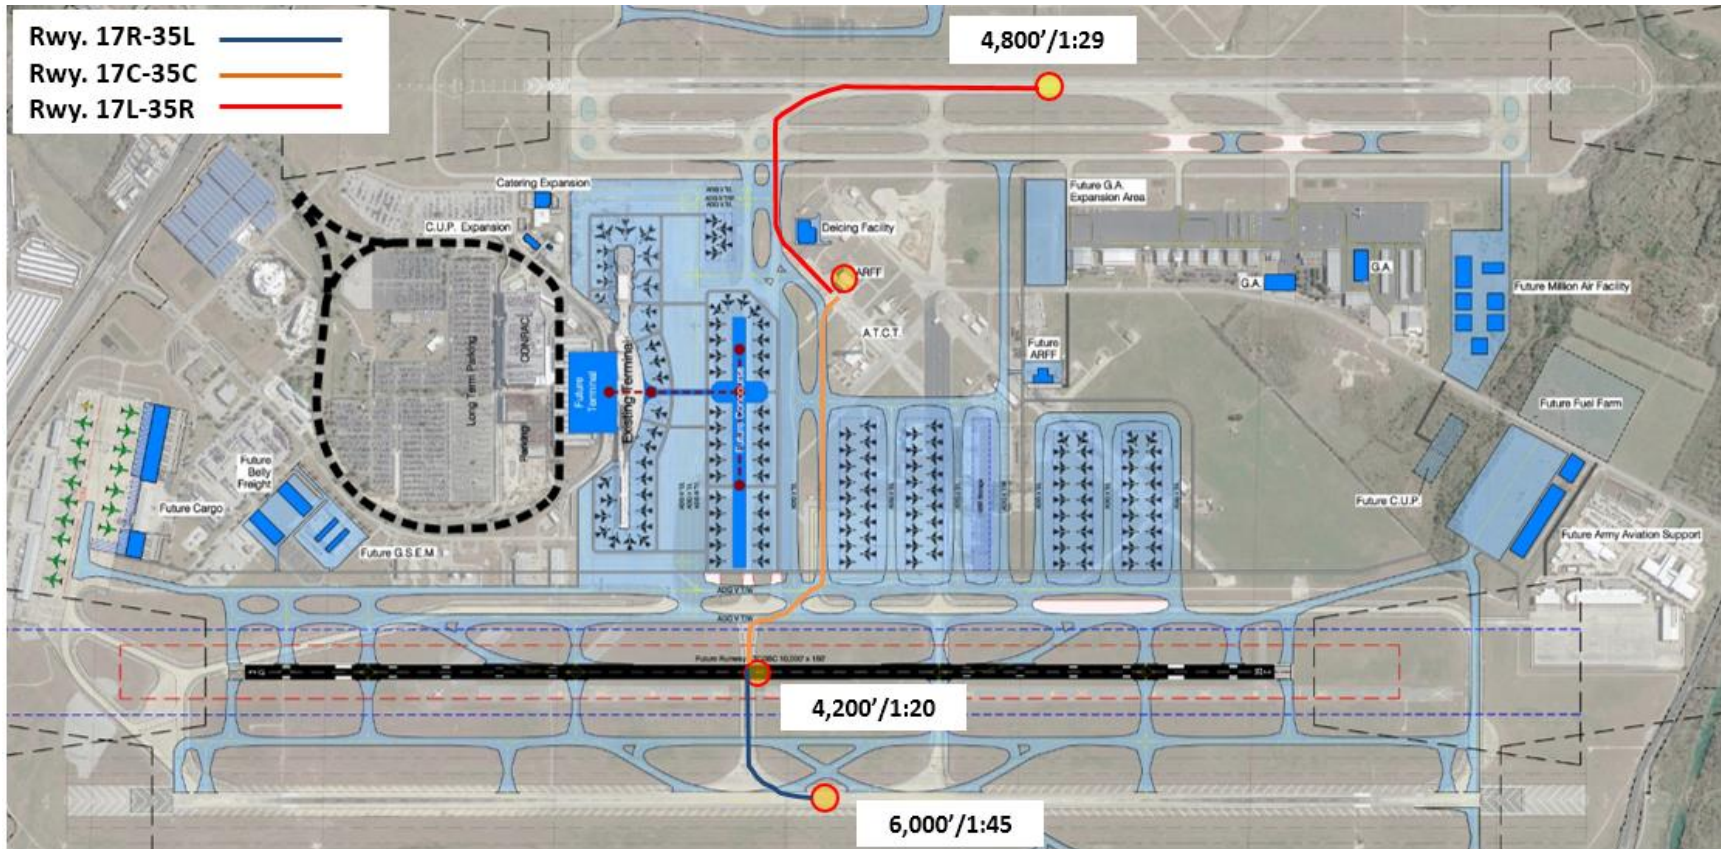 Rwy. 17R-35L
Rwy. 17C-35C
Rwy. 17L-35R
4,800’/1:29
Catering Expansion
C.U.P. Expansion
Deicing Facility
ARFF
A.T.C.T.
Future G.A.
Expansion Area
G.A.
G.A.
Future Million Air Facility
Future
ARFF
Future Fuel Farm
Future C.U.P.
Future Army Aviation Support
Long Term Parking
CONRAC
Parking
Future
Terminal
Existing Terminal
Future Concourse
Future
Belly
Freight
Future Cargo
Future G.S.E.M
ADG V T/W
ADG V T/W
4,200’/1:20
6,000’/1:45